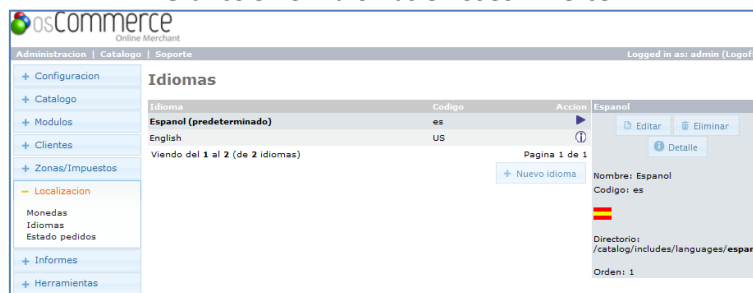 osCommerce
Online Merchant
Administracion | Catalogo | Soporte
Logged in as: admin (Logoff
+ Configuracion
+ Catalogo
+ Modulos
+ Clientes
+ Zonas/Impuestos
− Localizacion
Monedas
Idiomas
Estado pedidos
+ Informes
+ Herramientas
Idiomas
Idioma Codigo Accion
Espanol (predeterminado) es
English US
Viendo del 1 al 2 (de 2 idiomas) Pagina 1 de 1
+ Nuevo idioma
Espanol
Editar Eliminar
Detalle
Nombre: Espanol
Codigo: es
Directorio:
/catalog/includes/languages/espan
Orden: 1